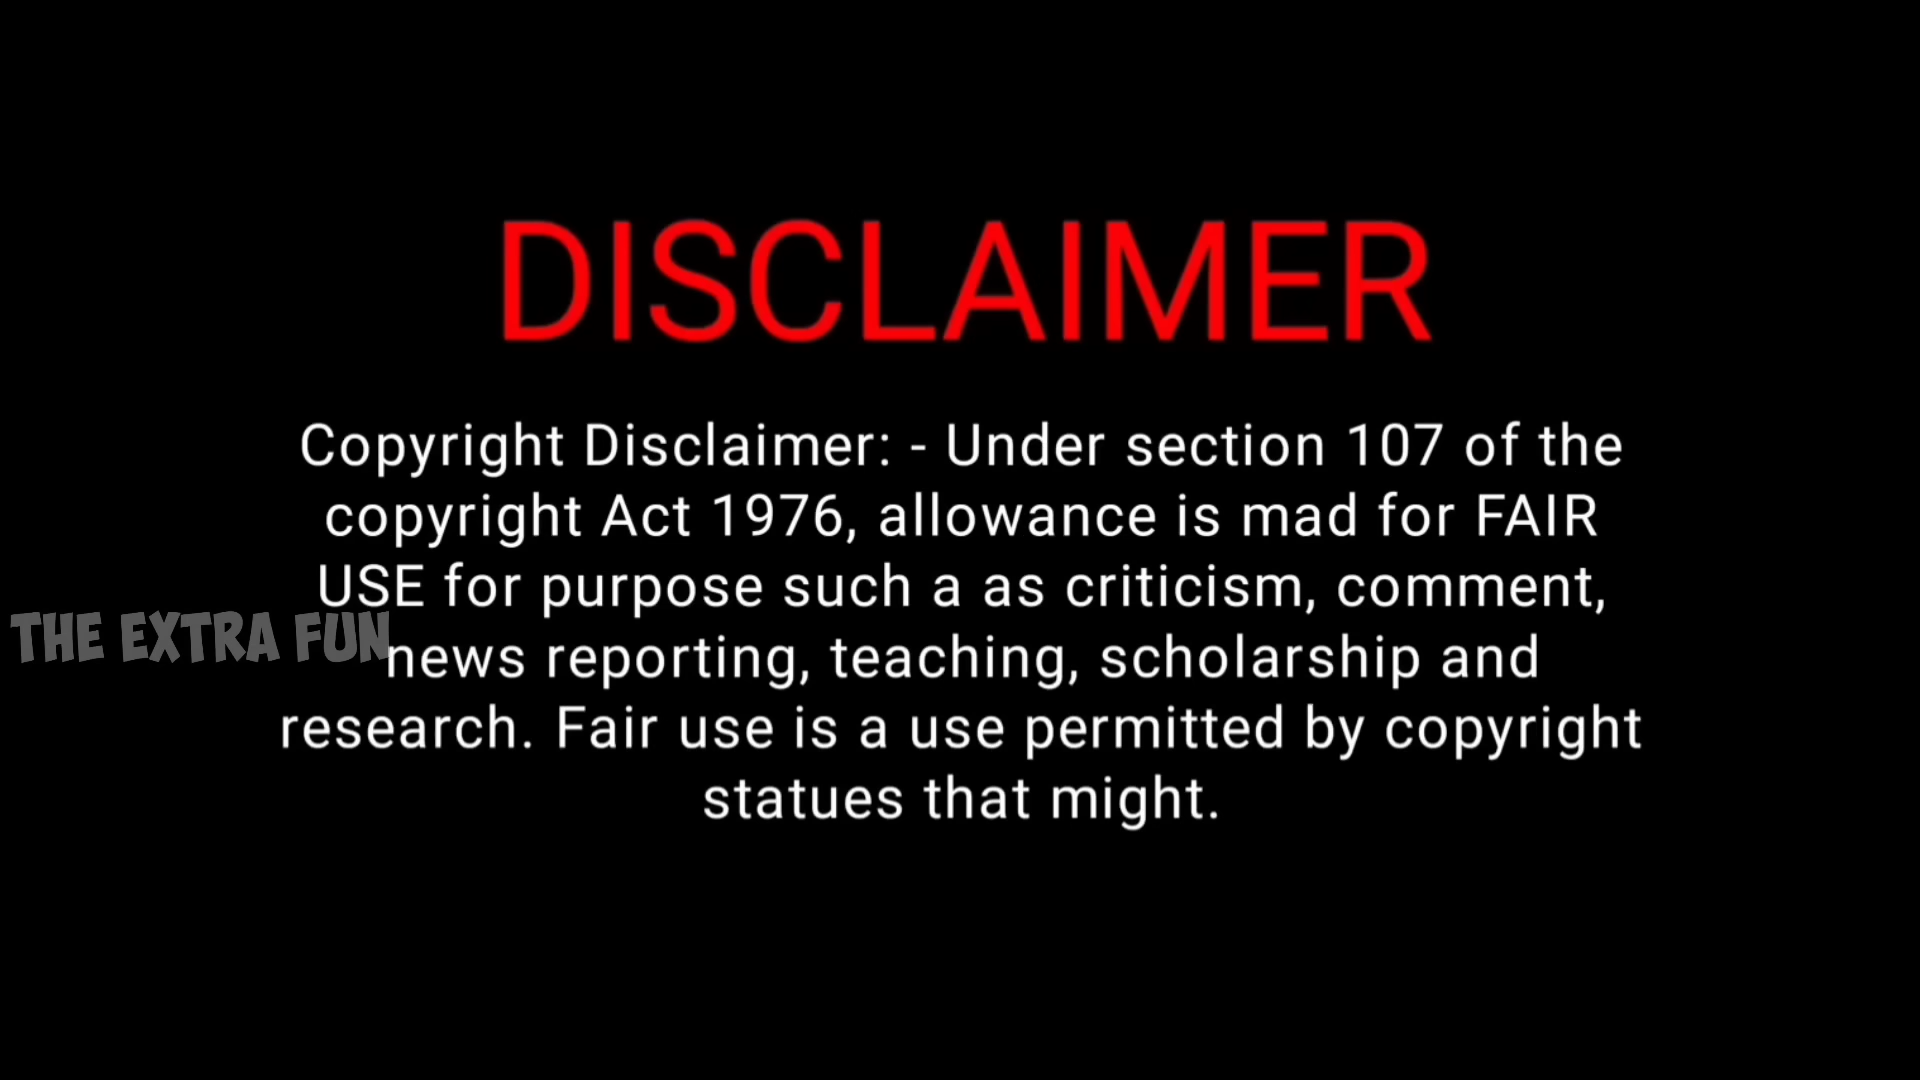 DISCLAIMER
Copyright Disclaimer: - Under section 107 of the
copyright Act 1976, allowance is mad for FAIR
USE for purpose such a as criticism, comment,
THE EXTRA FUN
news reporting, teaching, scholarship and
research. Fair use is a use permitted by copyright
statues that might.